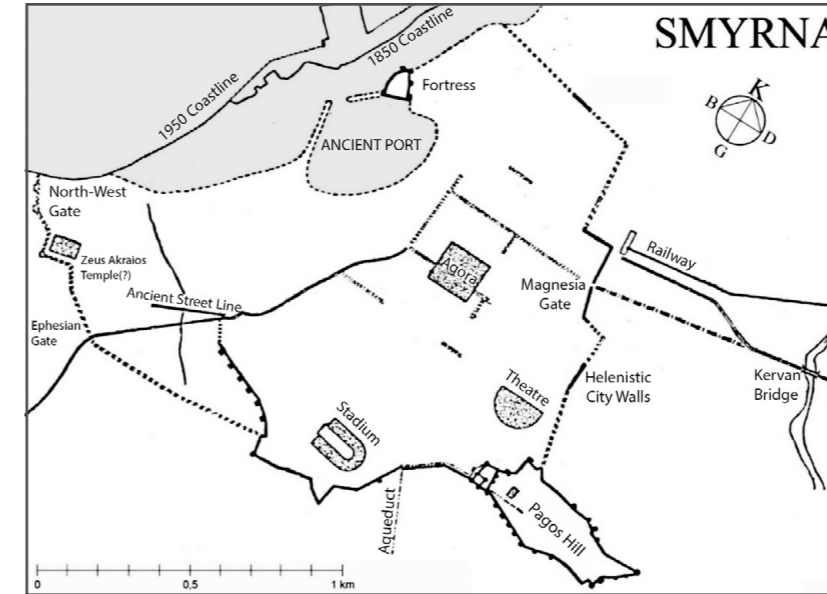 SMYRNA
1850 Coastline
1950 Coastline
Fortress
K
B
D
G
ANCIENT PORT
North-West
Gate
Zeus Akraios
Temple(?)
Agora
Magnesia
Gate
Railway
Ancient Street Line
Ephesian
Gate
Theatre
Helenistic
City Walls
Kervan
Bridge
Stadium
Aqueduct
Pagos Hill
0
0,5
1 km